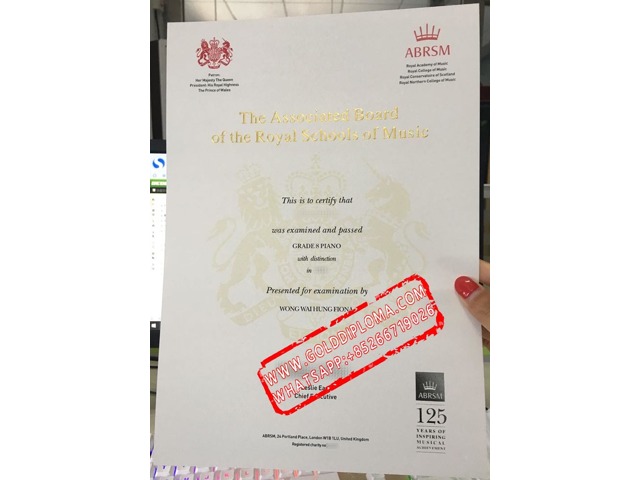 Patron
Her Majesty The Queen
President: His Royal Highness
The Prince of Wales
ABRSM
Royal Academy of Music
Royal College of Music
Royal Conservatoire of Scotland
Royal Northern College of Music
The Associated Board
of the Royal Schools of Music
This is to certify that
was examined and passed
GRADE 8 PIANO
with distinction
in
Presented for examination by
WONG WAI HUNG FIONA
WWW.GOLDDIPLOMA.COM
WHATSAPP:+85266719026
Chief Executive
ABRSM
125
YEARS OF
INSPIRING
MUSICAL
ACHIEVEMENT
ABRSM, 24 Portland Place, London W1B 1LU, United Kingdom
Registered charity no